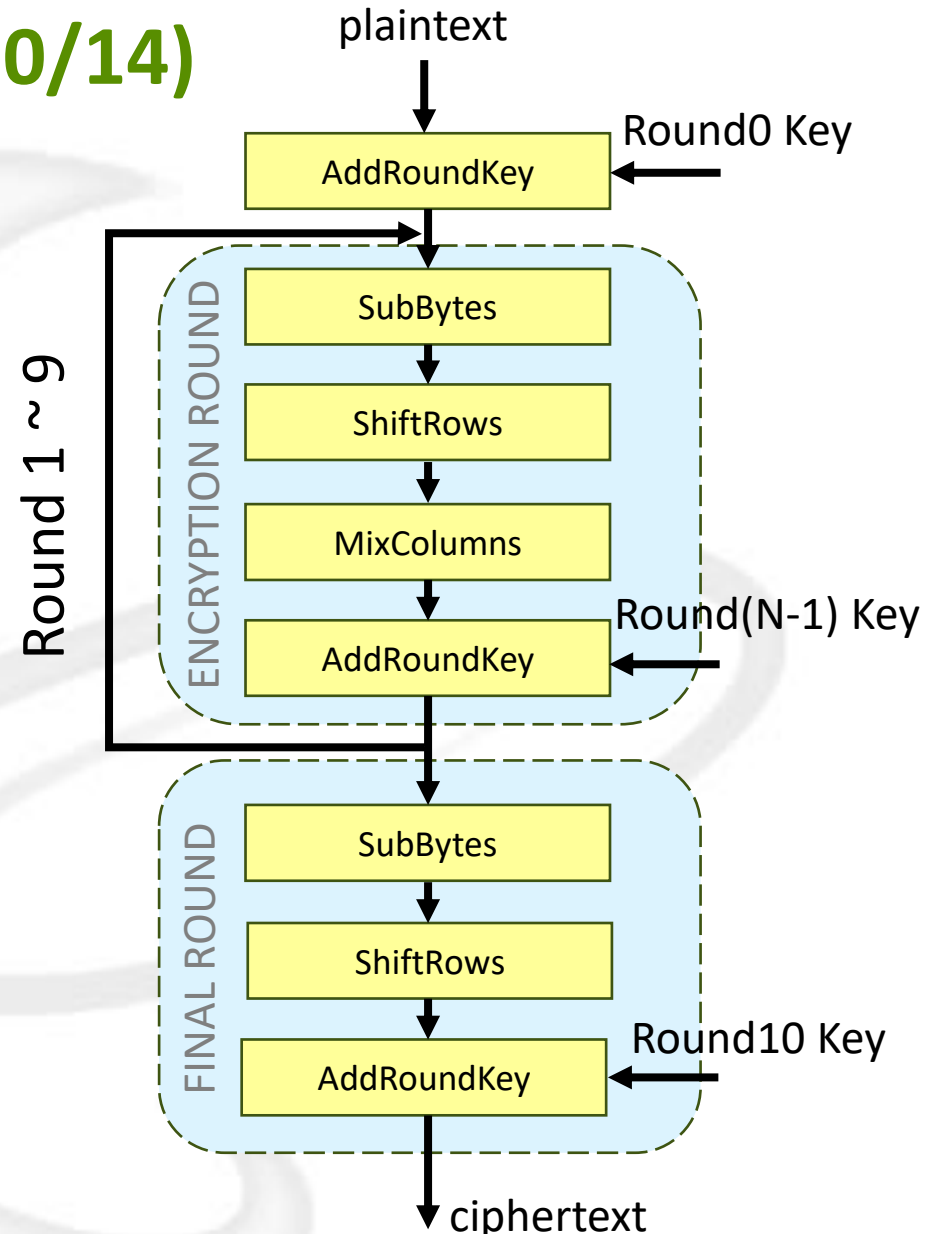 0/14)
plaintext
Round0 Key
AddRoundKey
Round 1 ~ 9
ENCRYPTION ROUND
SubBytes
ShiftRows
MixColumns
Round(N-1) Key
AddRoundKey
FINAL ROUND
SubBytes
ShiftRows
Round10 Key
AddRoundKey
ciphertext